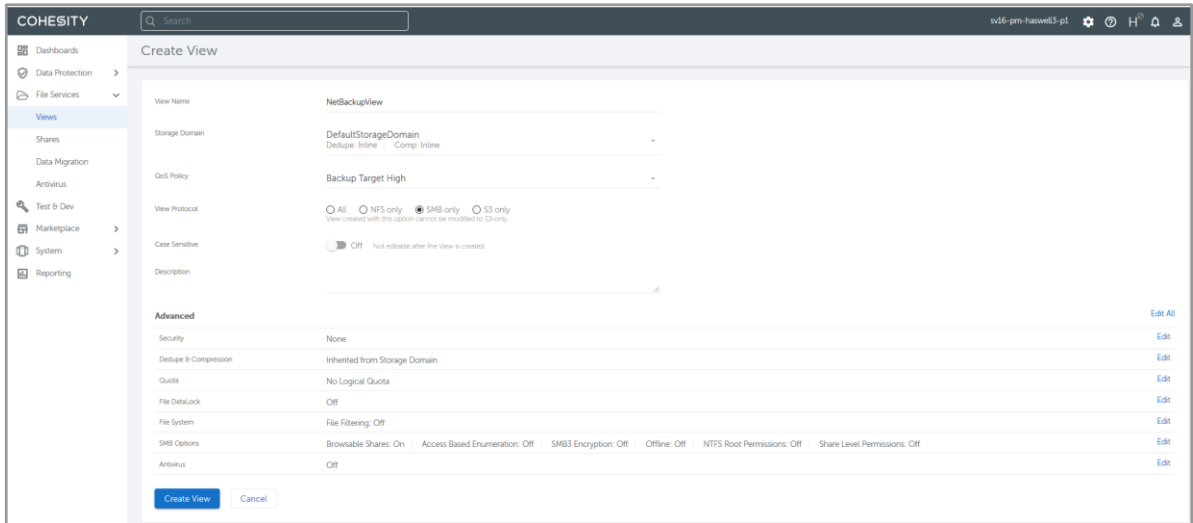 COHESITY
Search
sv16-pm-haswell3-p1
Dashboards
Data Protection
File Services
Views
Shares
Data Migration
Antivirus
Test & Dev
Marketplace
System
Reporting
Create View
View Name NetBackupView
Storage Domain DefaultStorageDomain
Dedupe: Inline Comp: Inline
QoS Policy Backup Target High
View Protocol All NFS only SMB only S3 only
View created with this option cannot be modified to S3-only.
Case Sensitive Off Not editable after the View is created.
Description
Advanced Edit All
Security None Edit
Dedupe & Compression Inherited from Storage Domain Edit
Quota No Logical Quota Edit
File DataLock Off Edit
File System File Filtering: Off Edit
SMB Options Browsable Shares: On Access Based Enumeration: Off SMB3 Encryption: Off Offline: Off NTFS Root Permissions: Off Share Level Permissions: Off Edit
Antivirus Off Edit
Create View Cancel